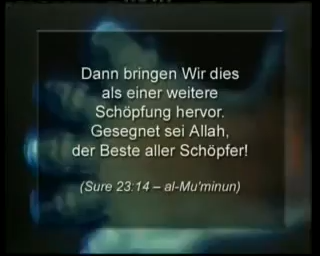 Dann bringen Wir dies
als einer weitere
Schöpfung hervor.
Gesegnet sei Allah,
der Beste aller Schöpfer!
(Sure 23:14 – al-Mu'minun)